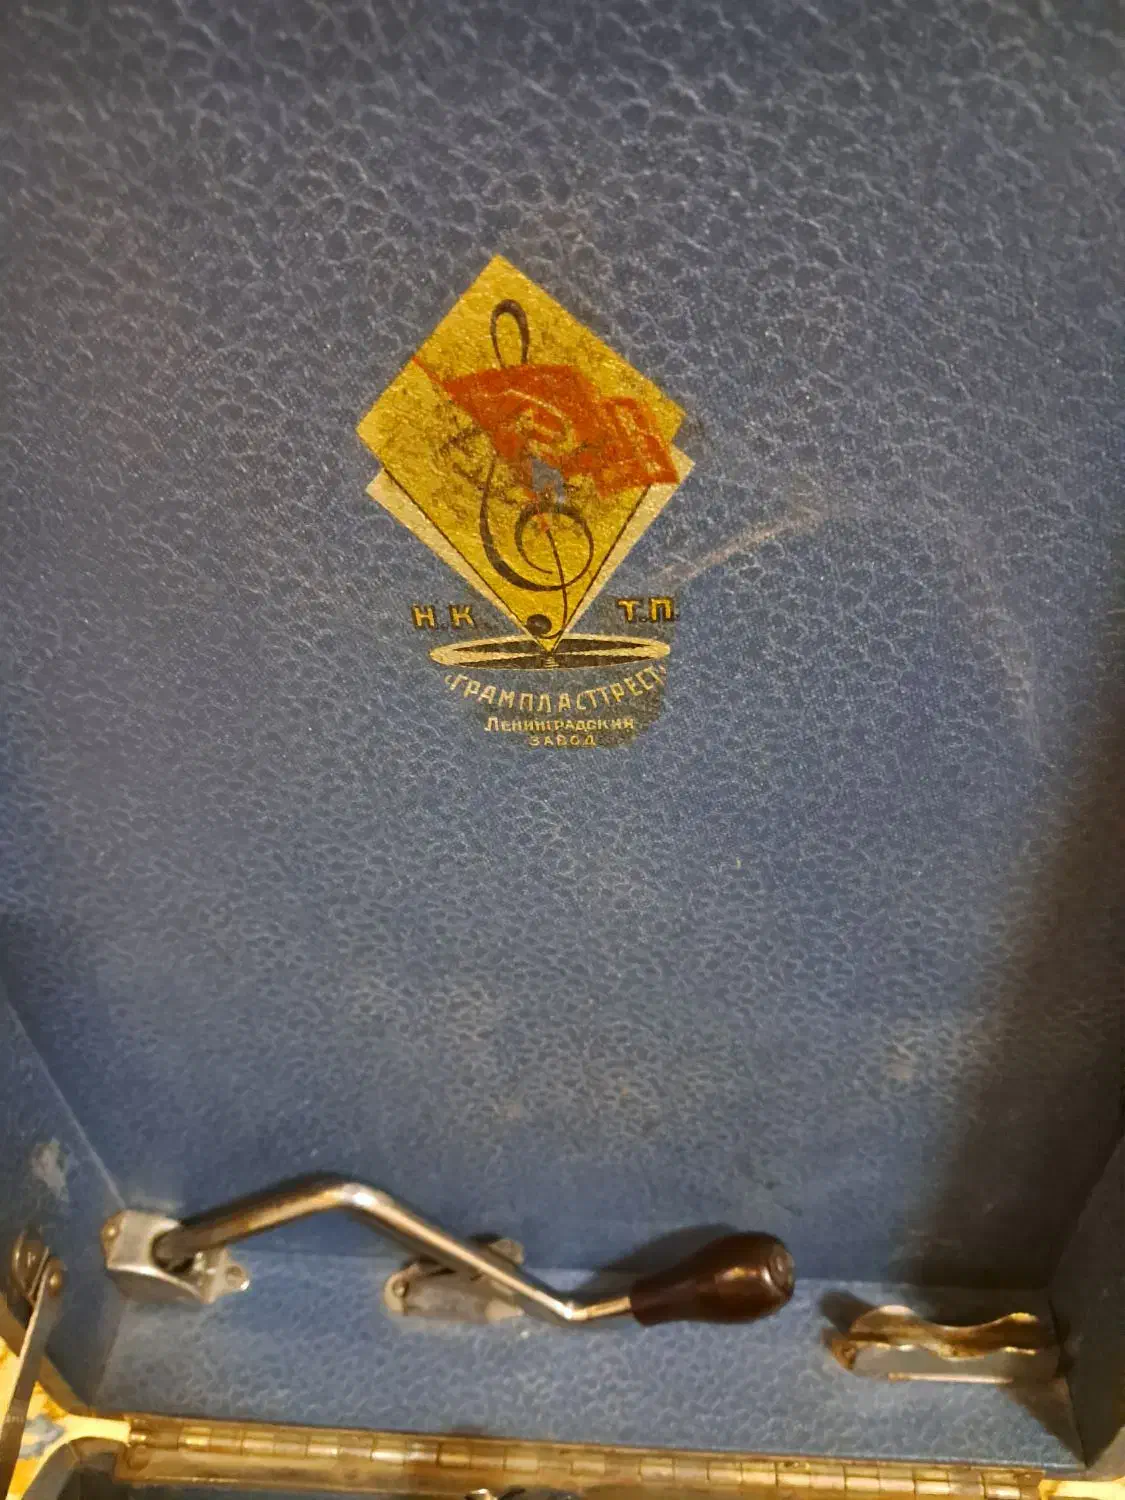 Н.К. Т.П.
"ГРАМПЛАСТТРЕСТ"
ЛЕНИНГРАДСКИЙ
ЗАВОД